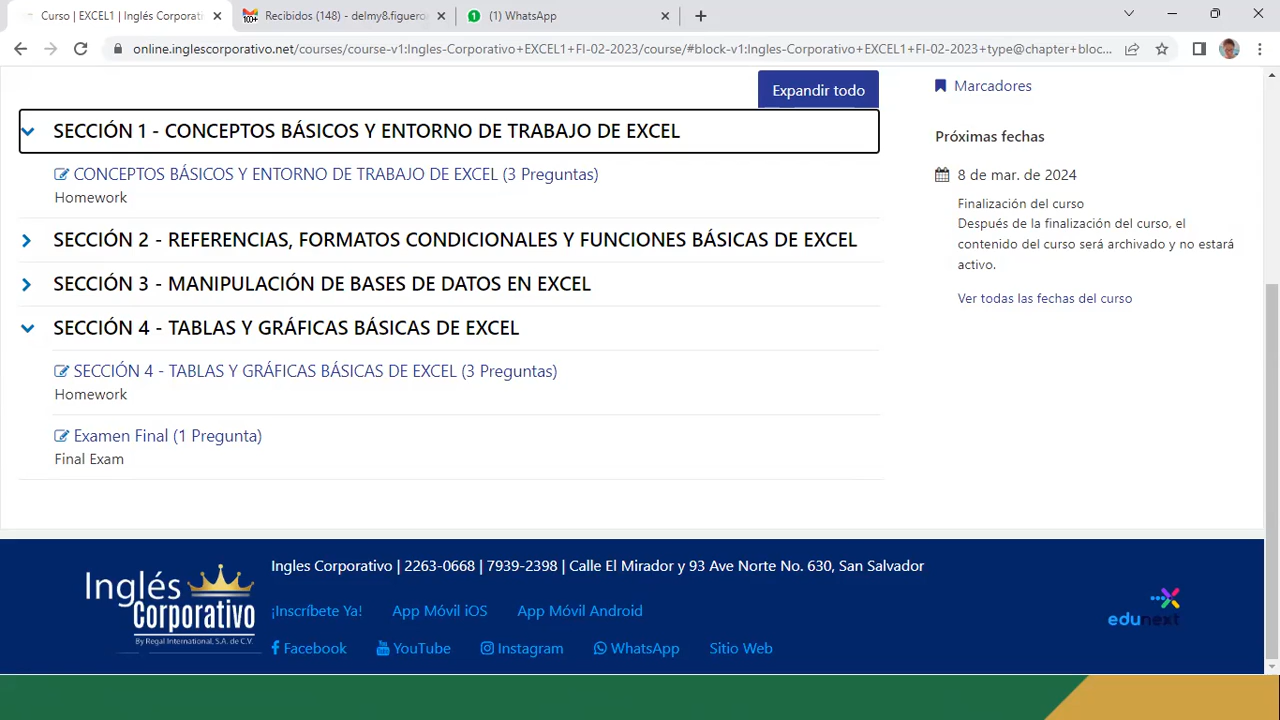 Curso | EXCEL1 | Inglés Corporativ
Recibidos (148) - delmy8.figuero
(1) WhatsApp
online.inglescorporativo.net/courses/course-v1:Ingles-Corporativo+EXCEL1+FI-02-2023/course/#block-v1:Ingles-Corporativo+EXCEL1+FI-02-2023+type@chapter+bloc...
Expandir todo
SECCIÓN 1 - CONCEPTOS BÁSICOS Y ENTORNO DE TRABAJO DE EXCEL
CONCEPTOS BÁSICOS Y ENTORNO DE TRABAJO DE EXCEL (3 Preguntas)
Homework
SECCIÓN 2 - REFERENCIAS, FORMATOS CONDICIONALES Y FUNCIONES BÁSICAS DE EXCEL
SECCIÓN 3 - MANIPULACIÓN DE BASES DE DATOS EN EXCEL
SECCIÓN 4 - TABLAS Y GRÁFICAS BÁSICAS DE EXCEL
SECCIÓN 4 - TABLAS Y GRÁFICAS BÁSICAS DE EXCEL (3 Preguntas)
Homework
Examen Final (1 Pregunta)
Final Exam
Marcadores
Próximas fechas
8 de mar. de 2024
Finalización del curso
Después de la finalización del curso, el
contenido del curso será archivado y no estará
activo.
Ver todas las fechas del curso
Inglés
Corporativo
By Regal International, S.A. de C.V.
Ingles Corporativo | 2263-0668 | 7939-2398 | Calle El Mirador y 93 Ave Norte No. 630, San Salvador
¡Inscríbete Ya! App Móvil iOS App Móvil Android
Facebook YouTube Instagram WhatsApp Sitio Web
edunext